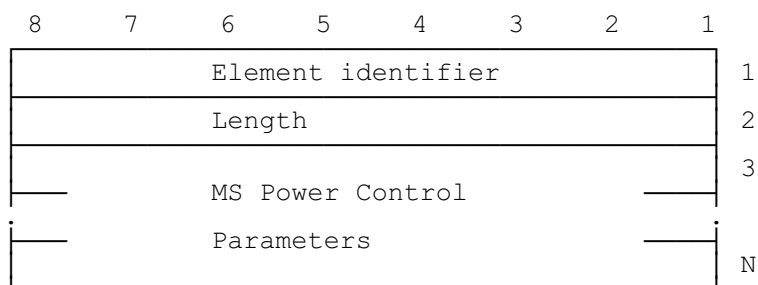 8 7 6 5 4 3 2 1
Element identifier 1
Length 2
3
MS Power Control
Parameters
N